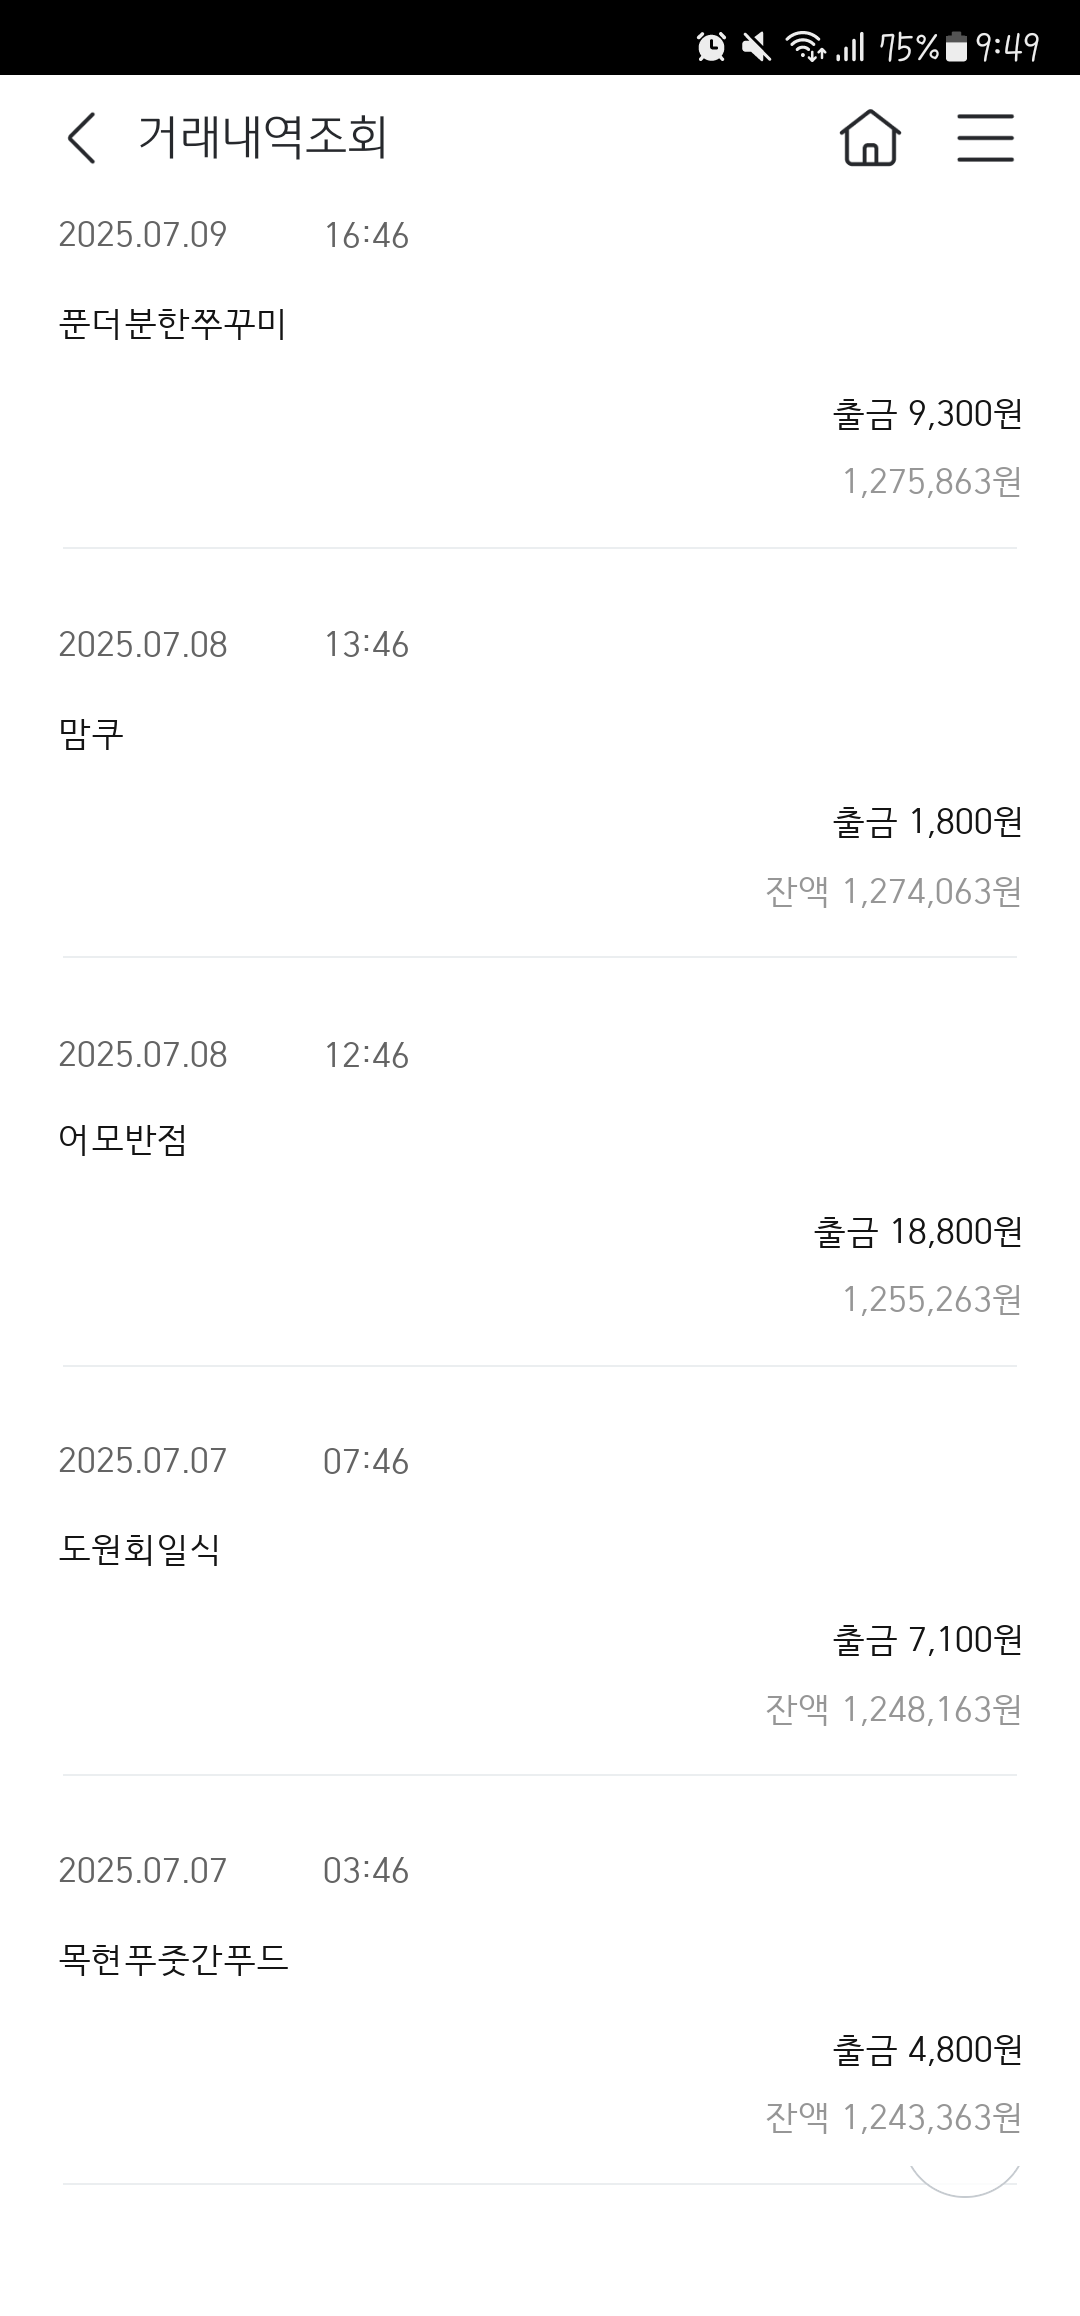 75% 9:49
거래내역조회
2025.07.09 16:46
푼더분한쭈꾸미
출금 9,300원
1,275,863원
2025.07.08 13:46
맘쿠
출금 1,800원
잔액 1,274,063원
2025.07.08 12:46
어모반점
출금 18,800원
1,255,263원
2025.07.07 07:46
도원회일식
출금 7,100원
잔액 1,248,163원
2025.07.07 03:46
목현푸줏간푸드
출금 4,800원
잔액 1,243,363원